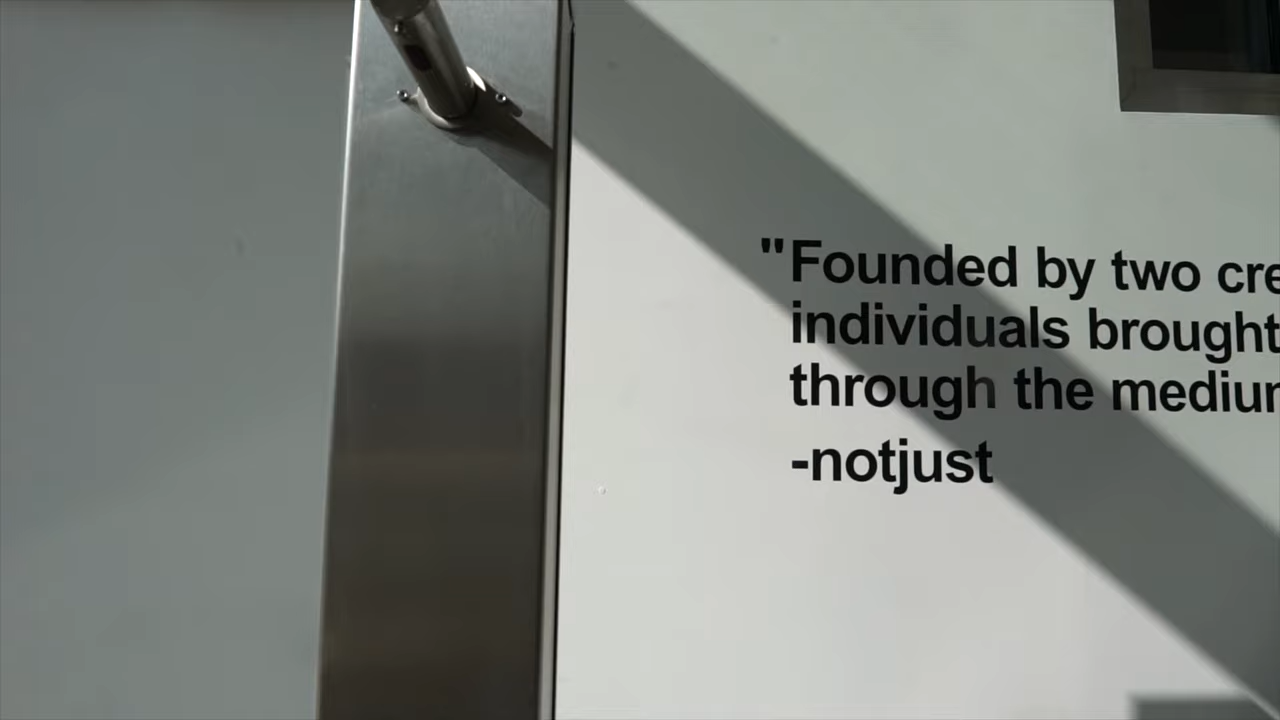 "Founded by two cre
individuals brought
through the mediu
-notjust